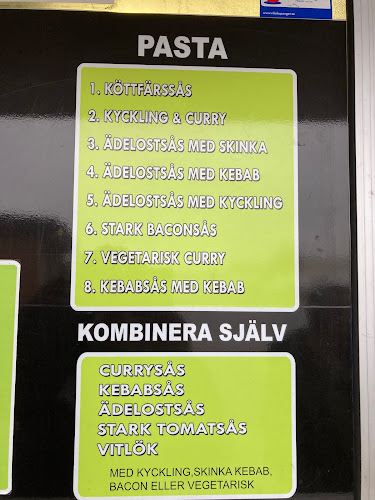 PASTA
1. KÖTTFÄRSSÅS
2. KYCKLING & CURRY
3. ÄDELOSTSÅS MED SKINKA
4. ÄDELOSTSÅS MED KEBAB
5. ÄDELOSTSÅS MED KYCKLING
6. STARK BACONSÅS
7. VEGETARISK CURRY
8. KEBABSÅS MED KEBAB
KOMBINERA SJÄLV
CURRYSÅS
KEBABSÅS
ÄDELOSTSÅS
STARK TOMATSÅS
VITLÖK
MED KYCKLING,SKINKA KEBAB,
BACON ELLER VEGETARISK